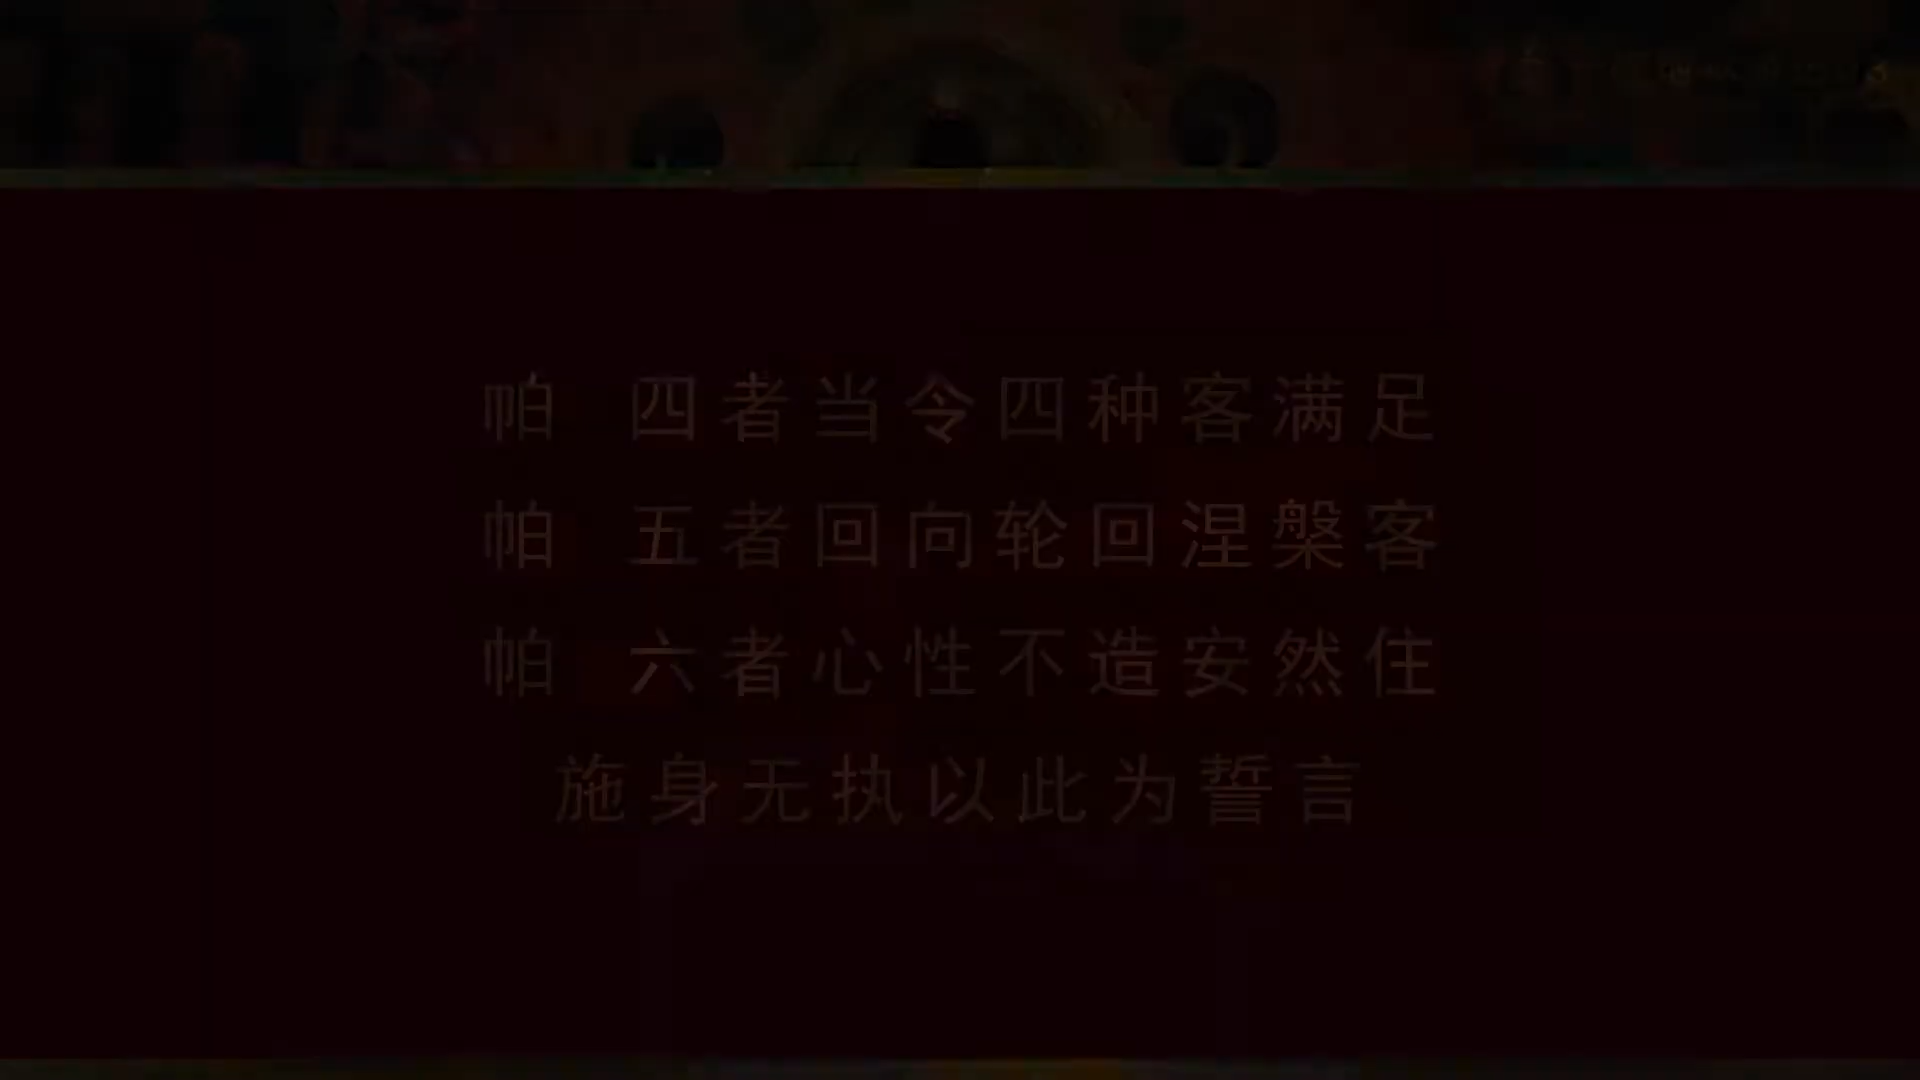 帕 四者当令四种客满足
帕 五者回向轮回涅槃客
帕 六者心性不造安然住
施身无执以此为誓言